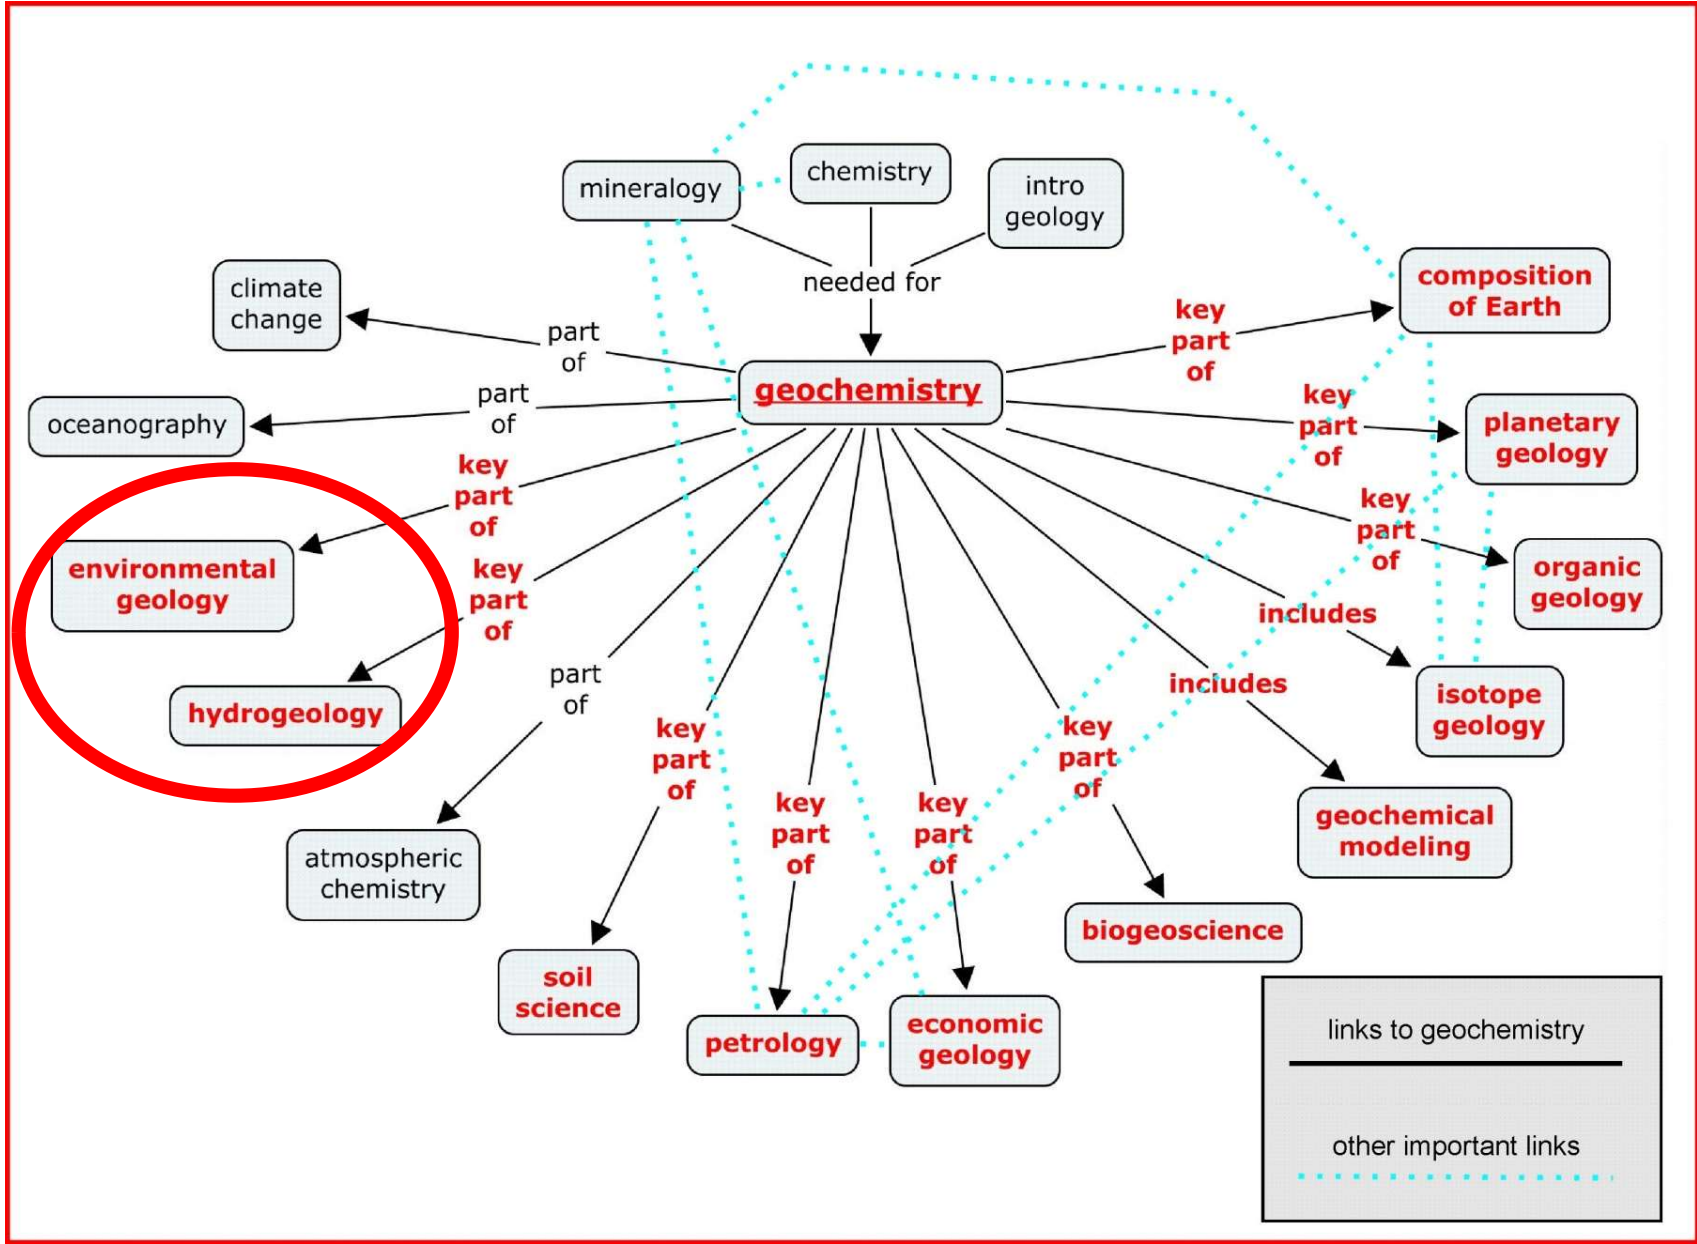 mineralogy
chemistry
intro
geology
needed for
climate
change
part
of
geochemistry
key
part
of
composition
of Earth
oceanography
part
of
key
part
of
planetary
geology
key
part
of
environmental
geology
key
part
of
organic
geology
key
part
of
hydrogeology
includes
isotope
geology
part
of
atmospheric
chemistry
includes
geochemical
modeling
key
part
of
soil
science
key
part
of
petrology
key
part
of
economic
geology
key
part
of
biogeoscience
links to geochemistry
other important links